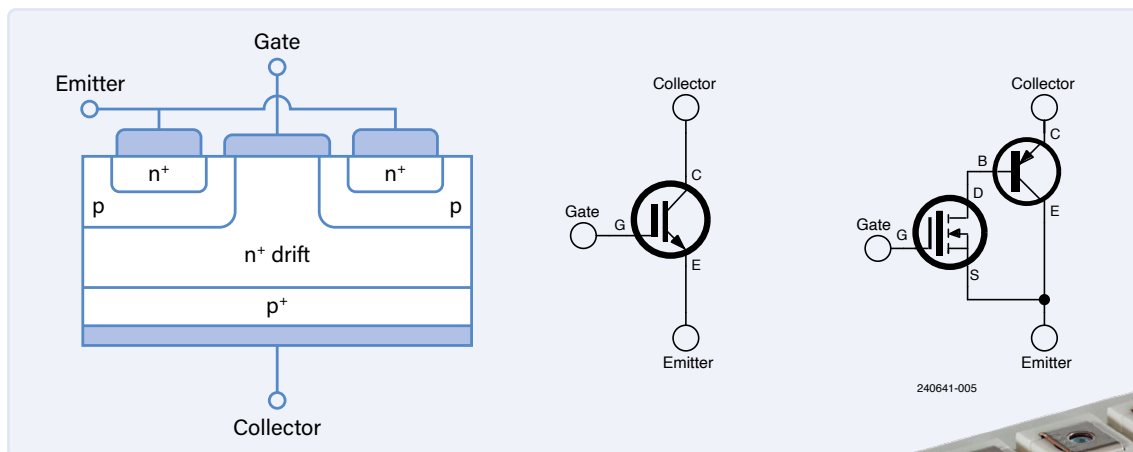 Gate
Emitter
n+
n+
p
p
n+ drift
p+
Collector
Collector
C
Gate
G
E
Emitter
Collector
C
B
D
E
Gate
G
S
Emitter
240641-005